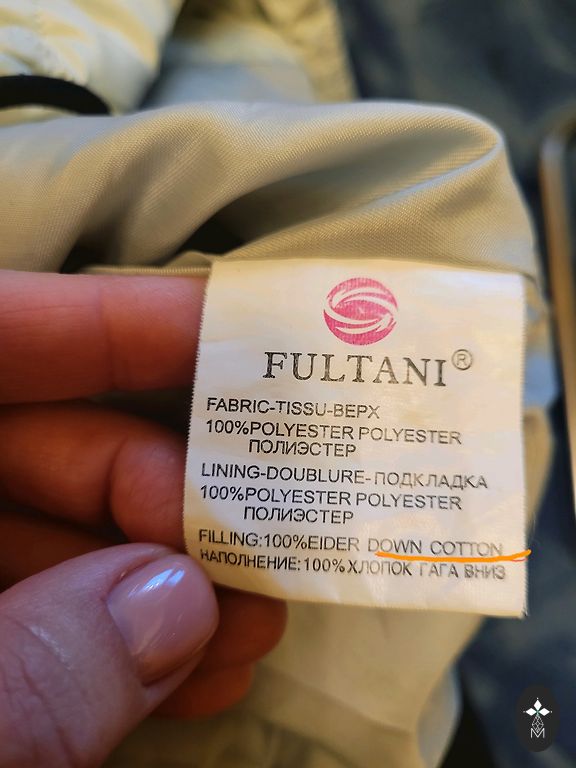 FULTANI®
FABRIC-TISSU-ВЕРХ
100%POLYESTER POLYESTER
ПОЛИЭСТЕР
LINING-DOUBLURE-ПОДКЛАДКА
100%POLYESTER POLYESTER
ПОЛИЭСТЕР
FILLING:100%EIDER DOWN COTTON
НАПОЛНЕНИЕ:100%ХЛОПОК ГАГА ВНИЗ
M